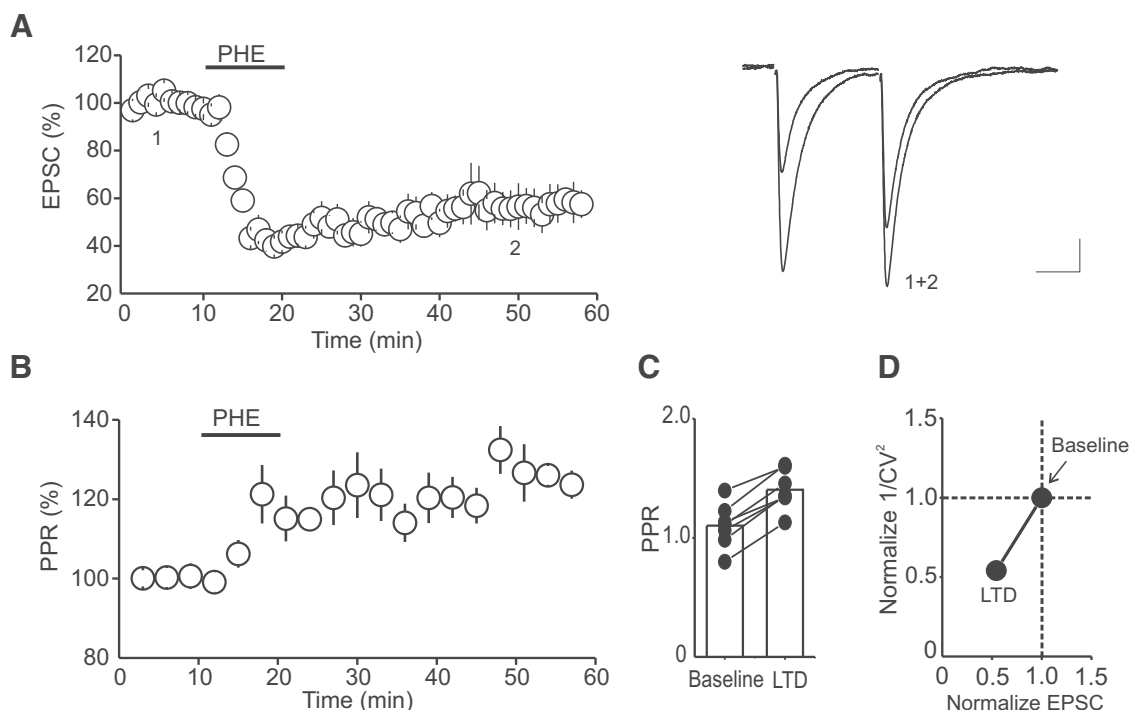 A
PHE
120
100
80
60
40
20
EPSC (%)
1
2
0 10 20 30 40 50 60
Time (min)
1+2
B
PHE
140
120
100
80
PPR (%)
0 10 20 30 40 50 60
Time (min)
C
2.0
1.0
0
PPR
Baseline LTD
D
1.5
1.0
0.5
0
Normalize 1/CV²
Baseline
LTD
0 0.5 1.0 1.5
Normalize EPSC